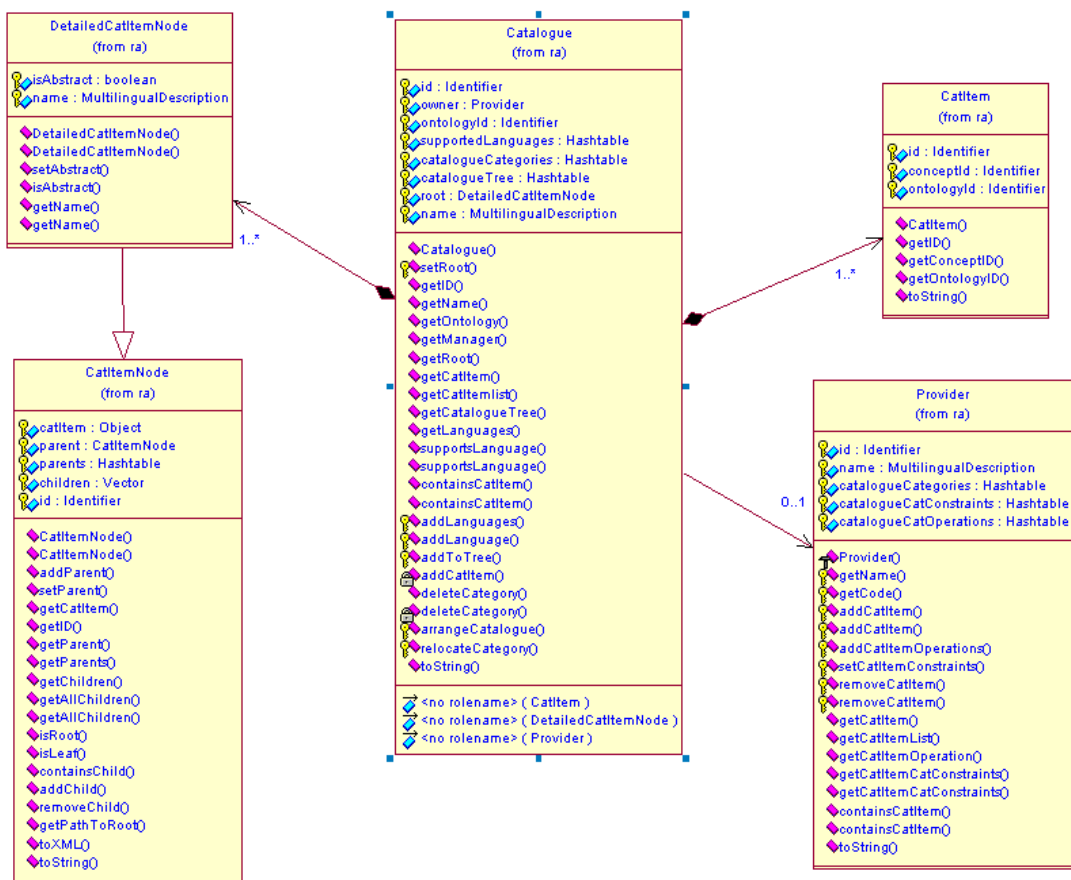 DetailedCatItemNode
(from ra)
isAbstract : boolean
name : MultilingualDescription
DetailedCatItemNode()
DetailedCatItemNode()
setAbstract()
isAbstract()
getName()
getName()
1..*
CatItemNode
(from ra)
catItem : Object
parent : CatItemNode
parents : Hashtable
children : Vector
id : Identifier
CatItemNode()
CatItemNode()
addParent()
setParent()
getCatItem()
getID()
getParent()
getParents()
getChildren()
getAllChildren()
getAllChildren()
isRoot()
isLeaf()
containsChild()
addChild()
removeChild()
getPathToRoot()
toXML()
toString()
Catalogue
(from ra)
id : Identifier
owner : Provider
ontologyId : Identifier
supportedLanguages : Hashtable
catalogueCategories : Hashtable
catalogueTree : Hashtable
root : DetailedCatItemNode
name : MultilingualDescription
Catalogue()
setRoot()
getID()
getName()
getOntology()
getManager()
getRoot()
getCatItem()
getCatItemlist()
getCatalogueTree()
getLanguages()
supportsLanguage()
supportsLanguage()
containsCatItem()
containsCatItem()
addLanguages()
addLanguage()
addToTree()
addCatItem()
deleteCategory()
deleteCategory()
arrangeCatalogue()
relocateCategory()
toString()
<no rolename> ( CatItem )
<no rolename> ( DetailedCatItemNode )
<no rolename> ( Provider )
CatItem
(from ra)
id : Identifier
conceptId : Identifier
ontologyId : Identifier
CatItem()
getID()
getConceptID()
getOntologyID()
toString()
1..*
0..1
Provider
(from ra)
id : Identifier
name : MultilingualDescription
catalogueCategories : Hashtable
catalogueCatConstraints : Hashtable
catalogueCatOperations : Hashtable
Provider()
getName()
getCode()
addCatItem()
addCatItem()
addCatItemOperations()
setCatItemConstraints()
removeCatItem()
removeCatItem()
getCatItem()
getCatItemList()
getCatItemOperation()
getCatItemCatConstraints()
getCatItemCatConstraints()
containsCatItem()
containsCatItem()
toString()